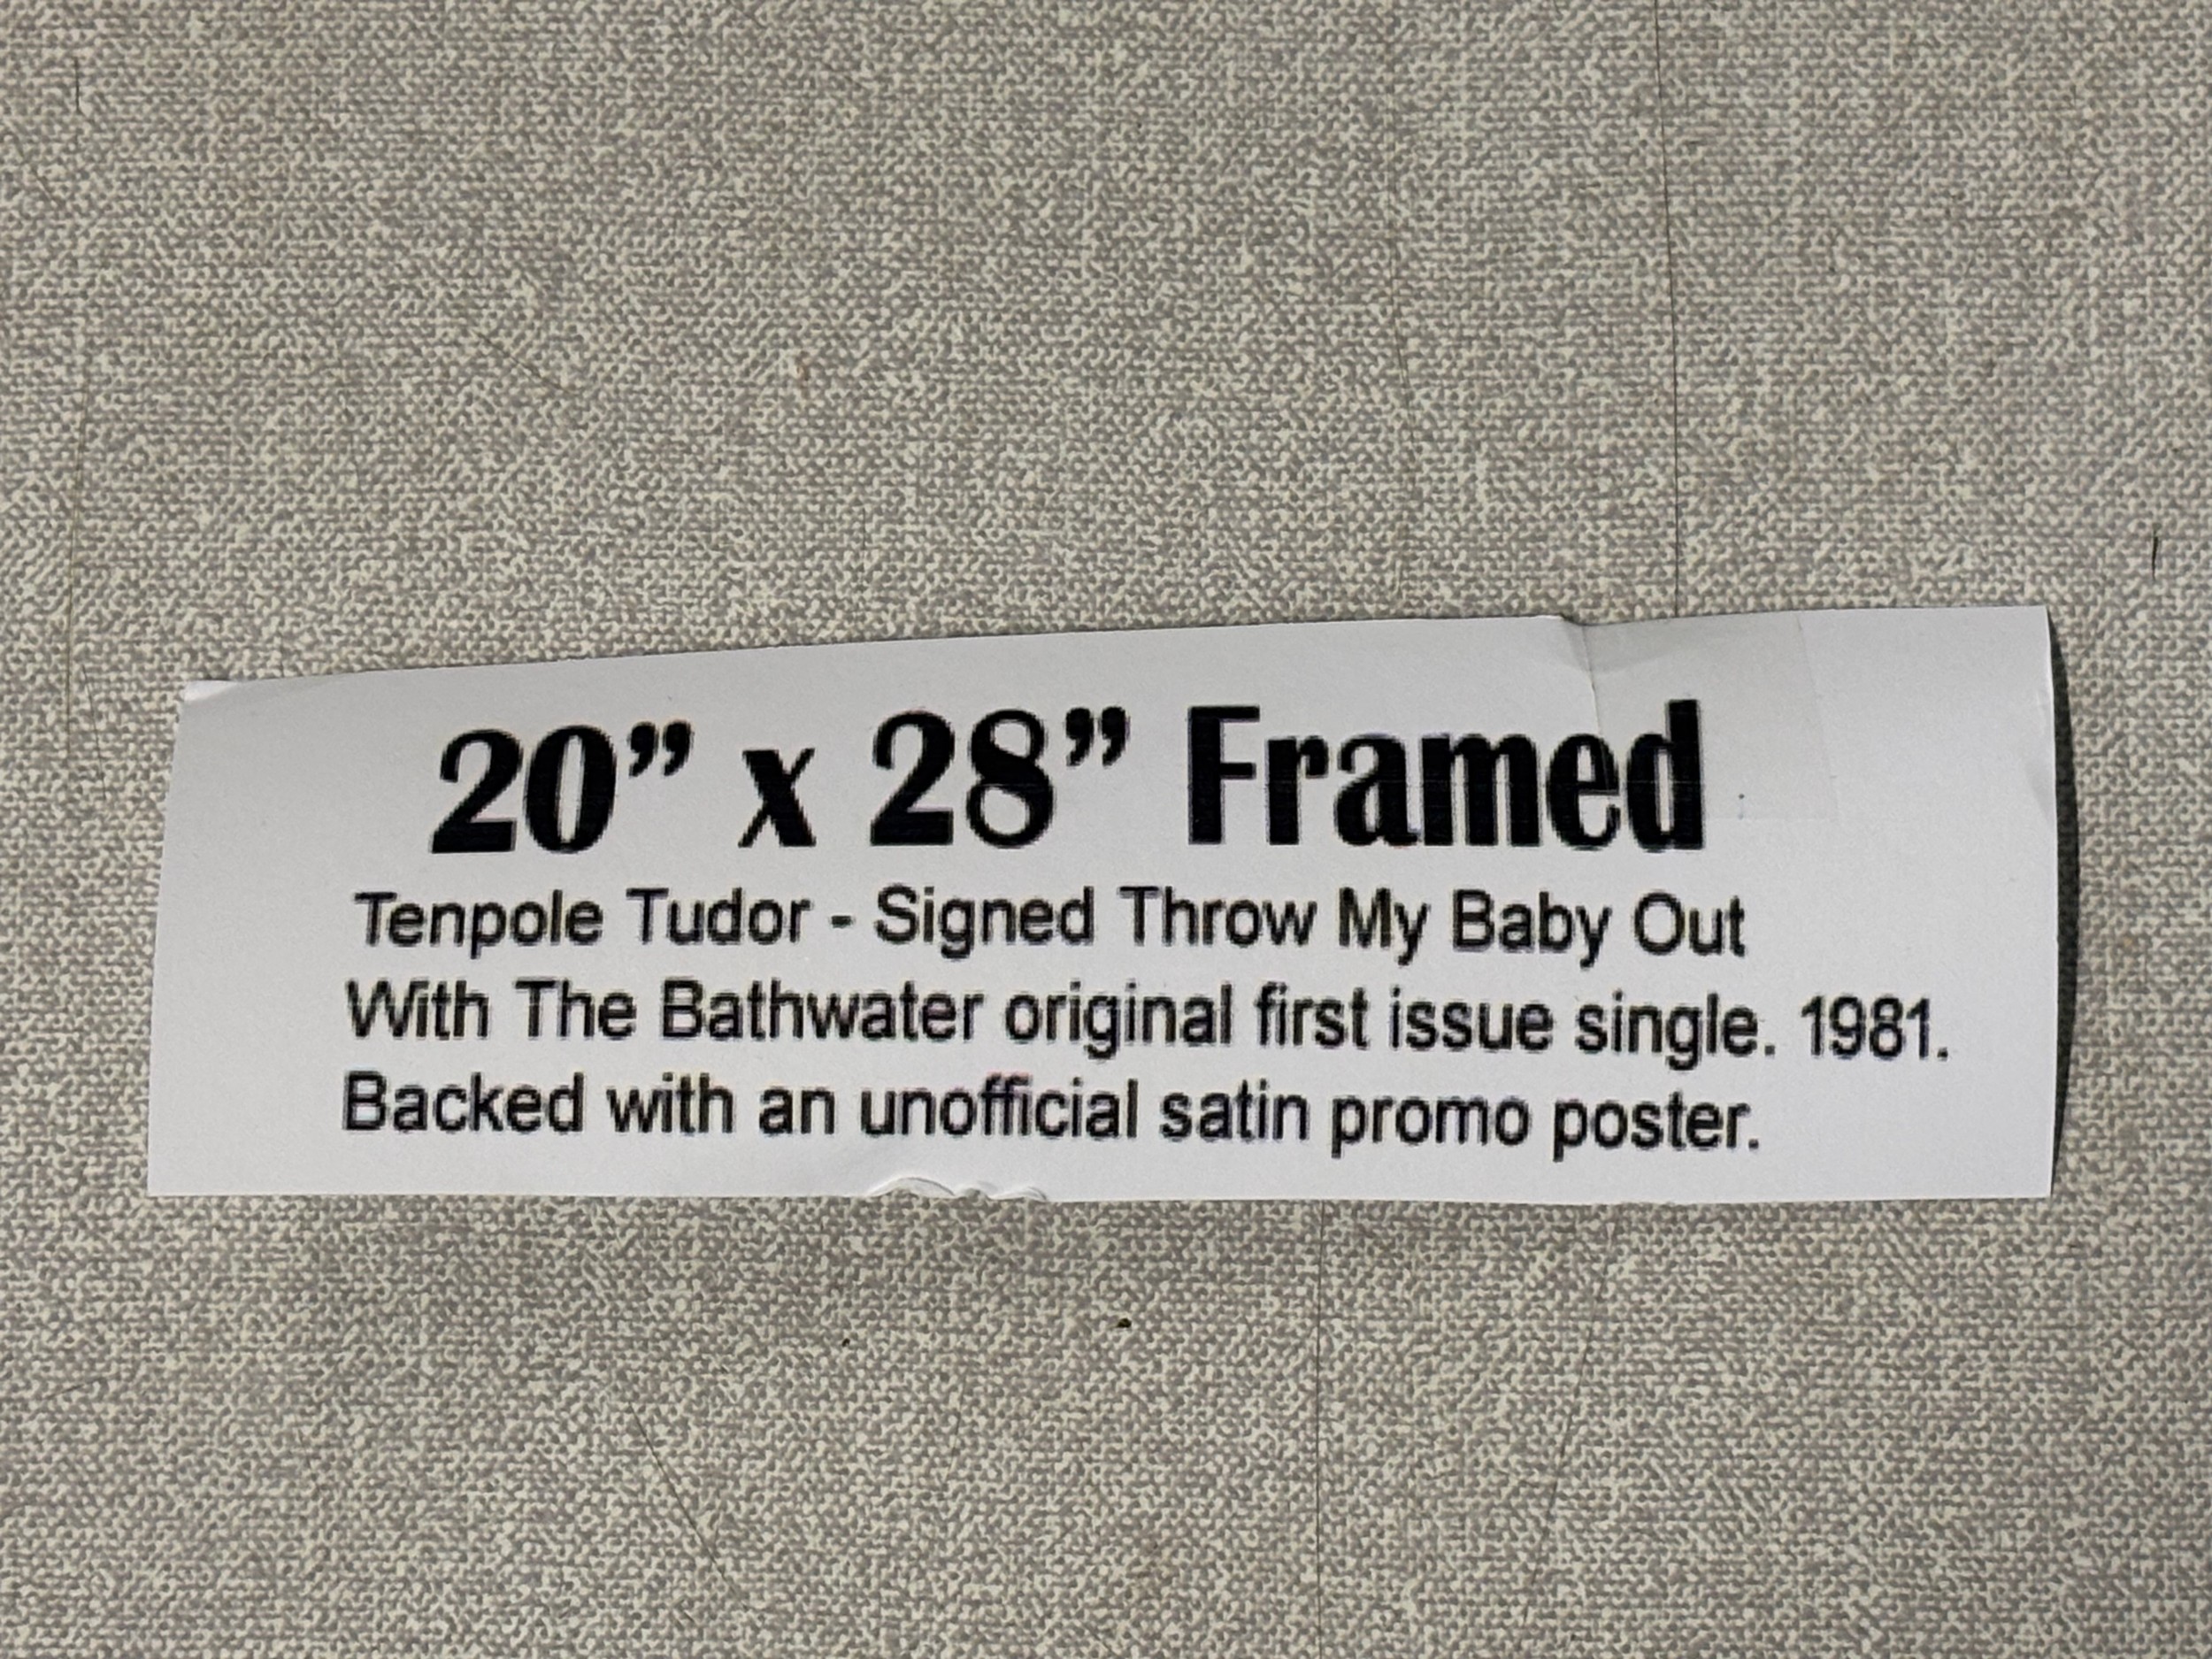 20” x 28” Framed
Tenpole Tudor - Signed Throw My Baby Out
With The Bathwater original first issue single. 1981.
Backed with an unofficial satin promo poster.